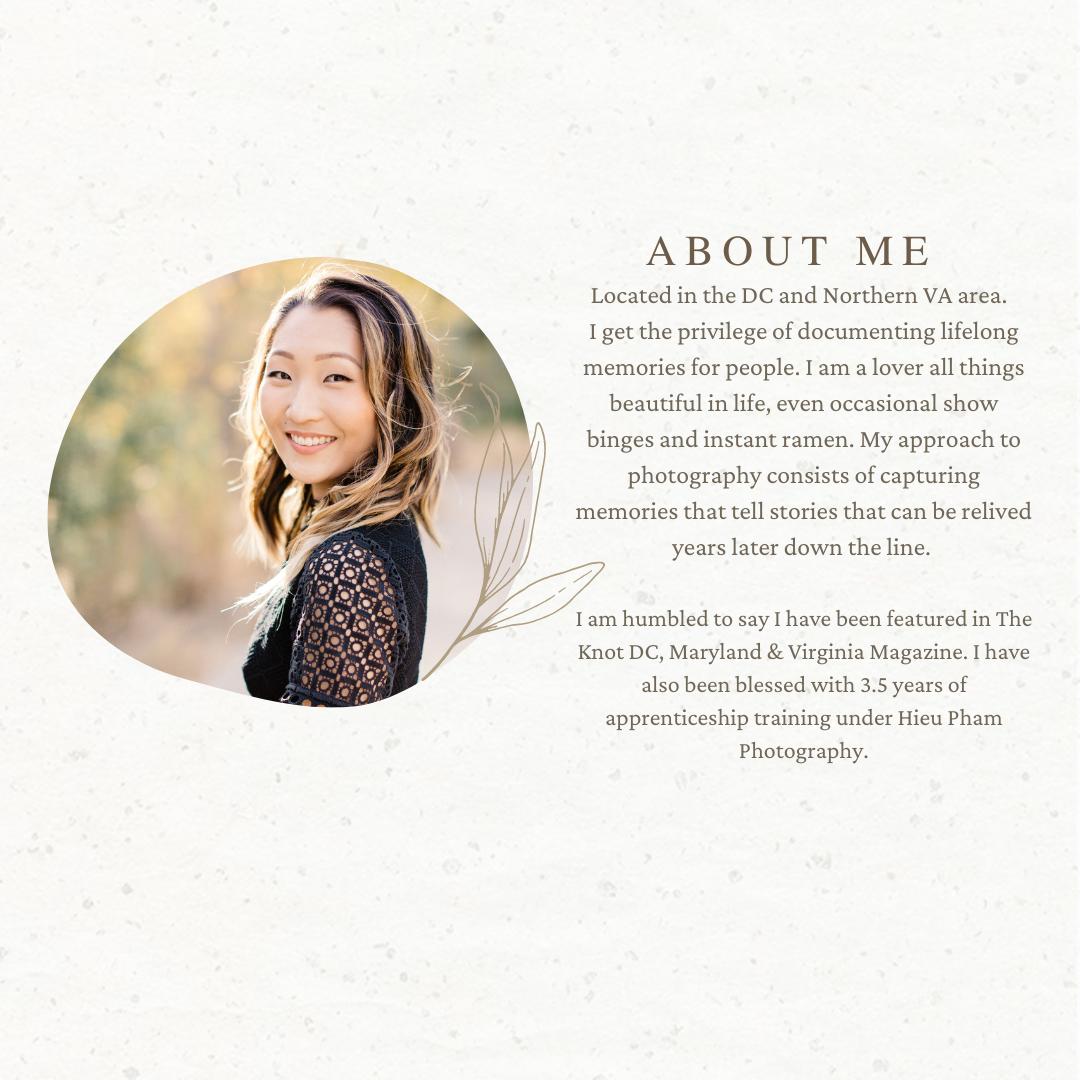 ABOUT ME
Located in the DC and Northern VA area.
I get the privilege of documenting lifelong
memories for people. I am a lover all things
beautiful in life, even occasional show
binges and instant ramen. My approach to
photography consists of capturing
memories that tell stories that can be relived
years later down the line.
I am humbled to say I have been featured in The
Knot DC, Maryland & Virginia Magazine. I have
also been blessed with 3.5 years of
apprenticeship training under Hieu Pham
Photography.